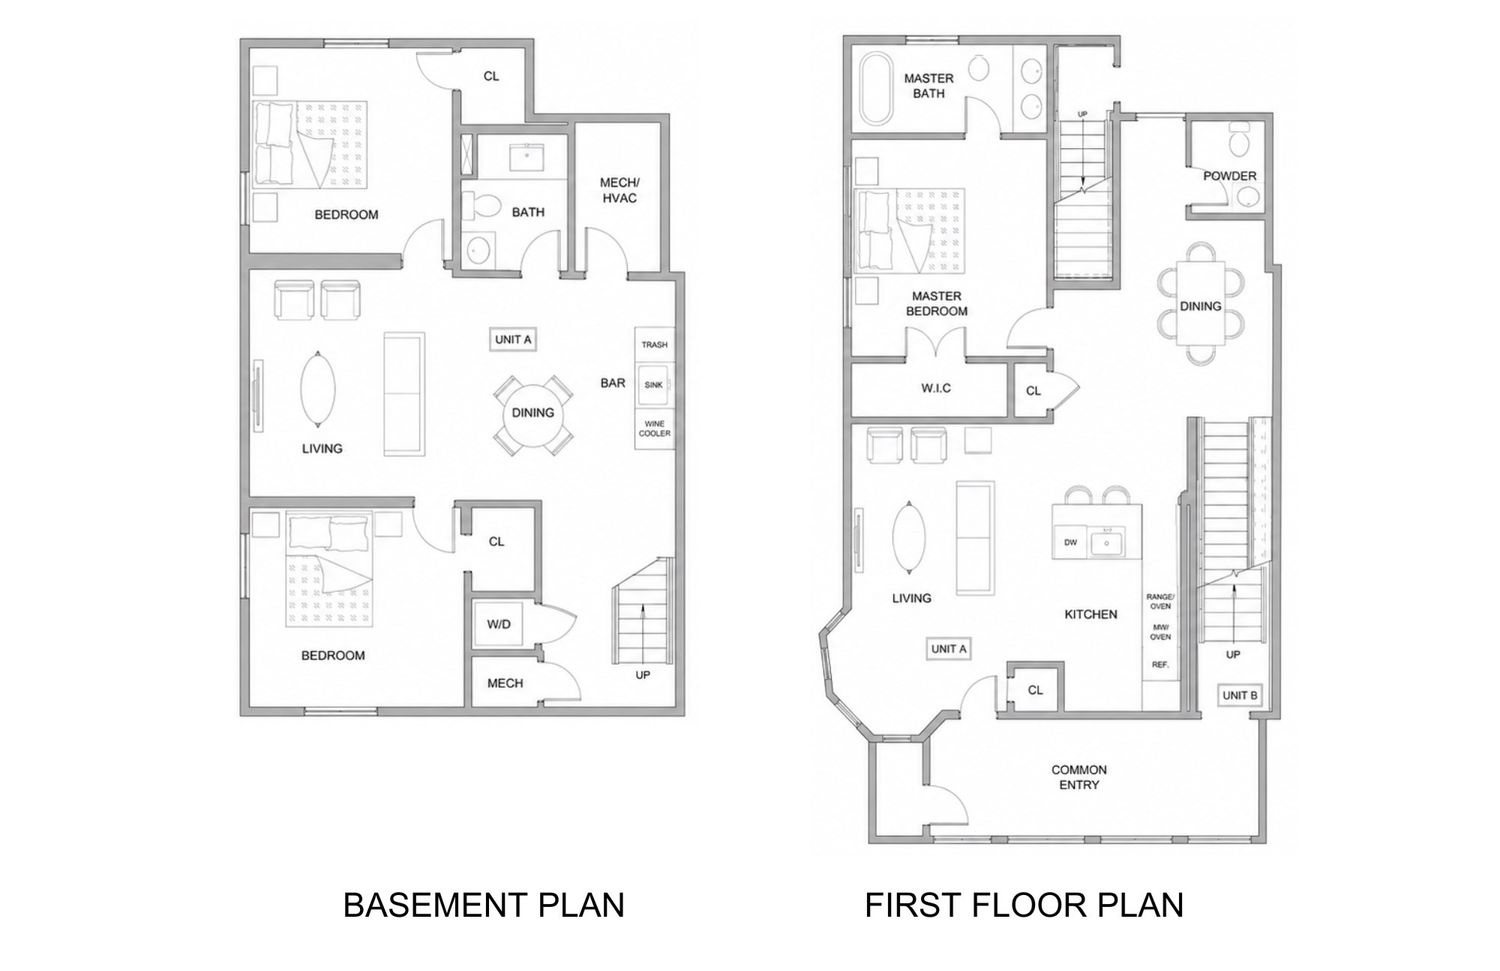 CL
BEDROOM
BATH
MECH/
HVAC
UNIT A
TRASH
BAR
SINK
DINING
WINE
COOLER
LIVING
CL
W/D
BEDROOM
MECH
UP
BASEMENT PLAN
MASTER
BATH
UP
POWDER
MASTER
BEDROOM
DINING
W.I.C
CL
DW
LIVING
RANGE/
OVEN
KITCHEN
MW/
OVEN
UNIT A
REF.
UP
CL
UNIT B
COMMON
ENTRY
FIRST FLOOR PLAN